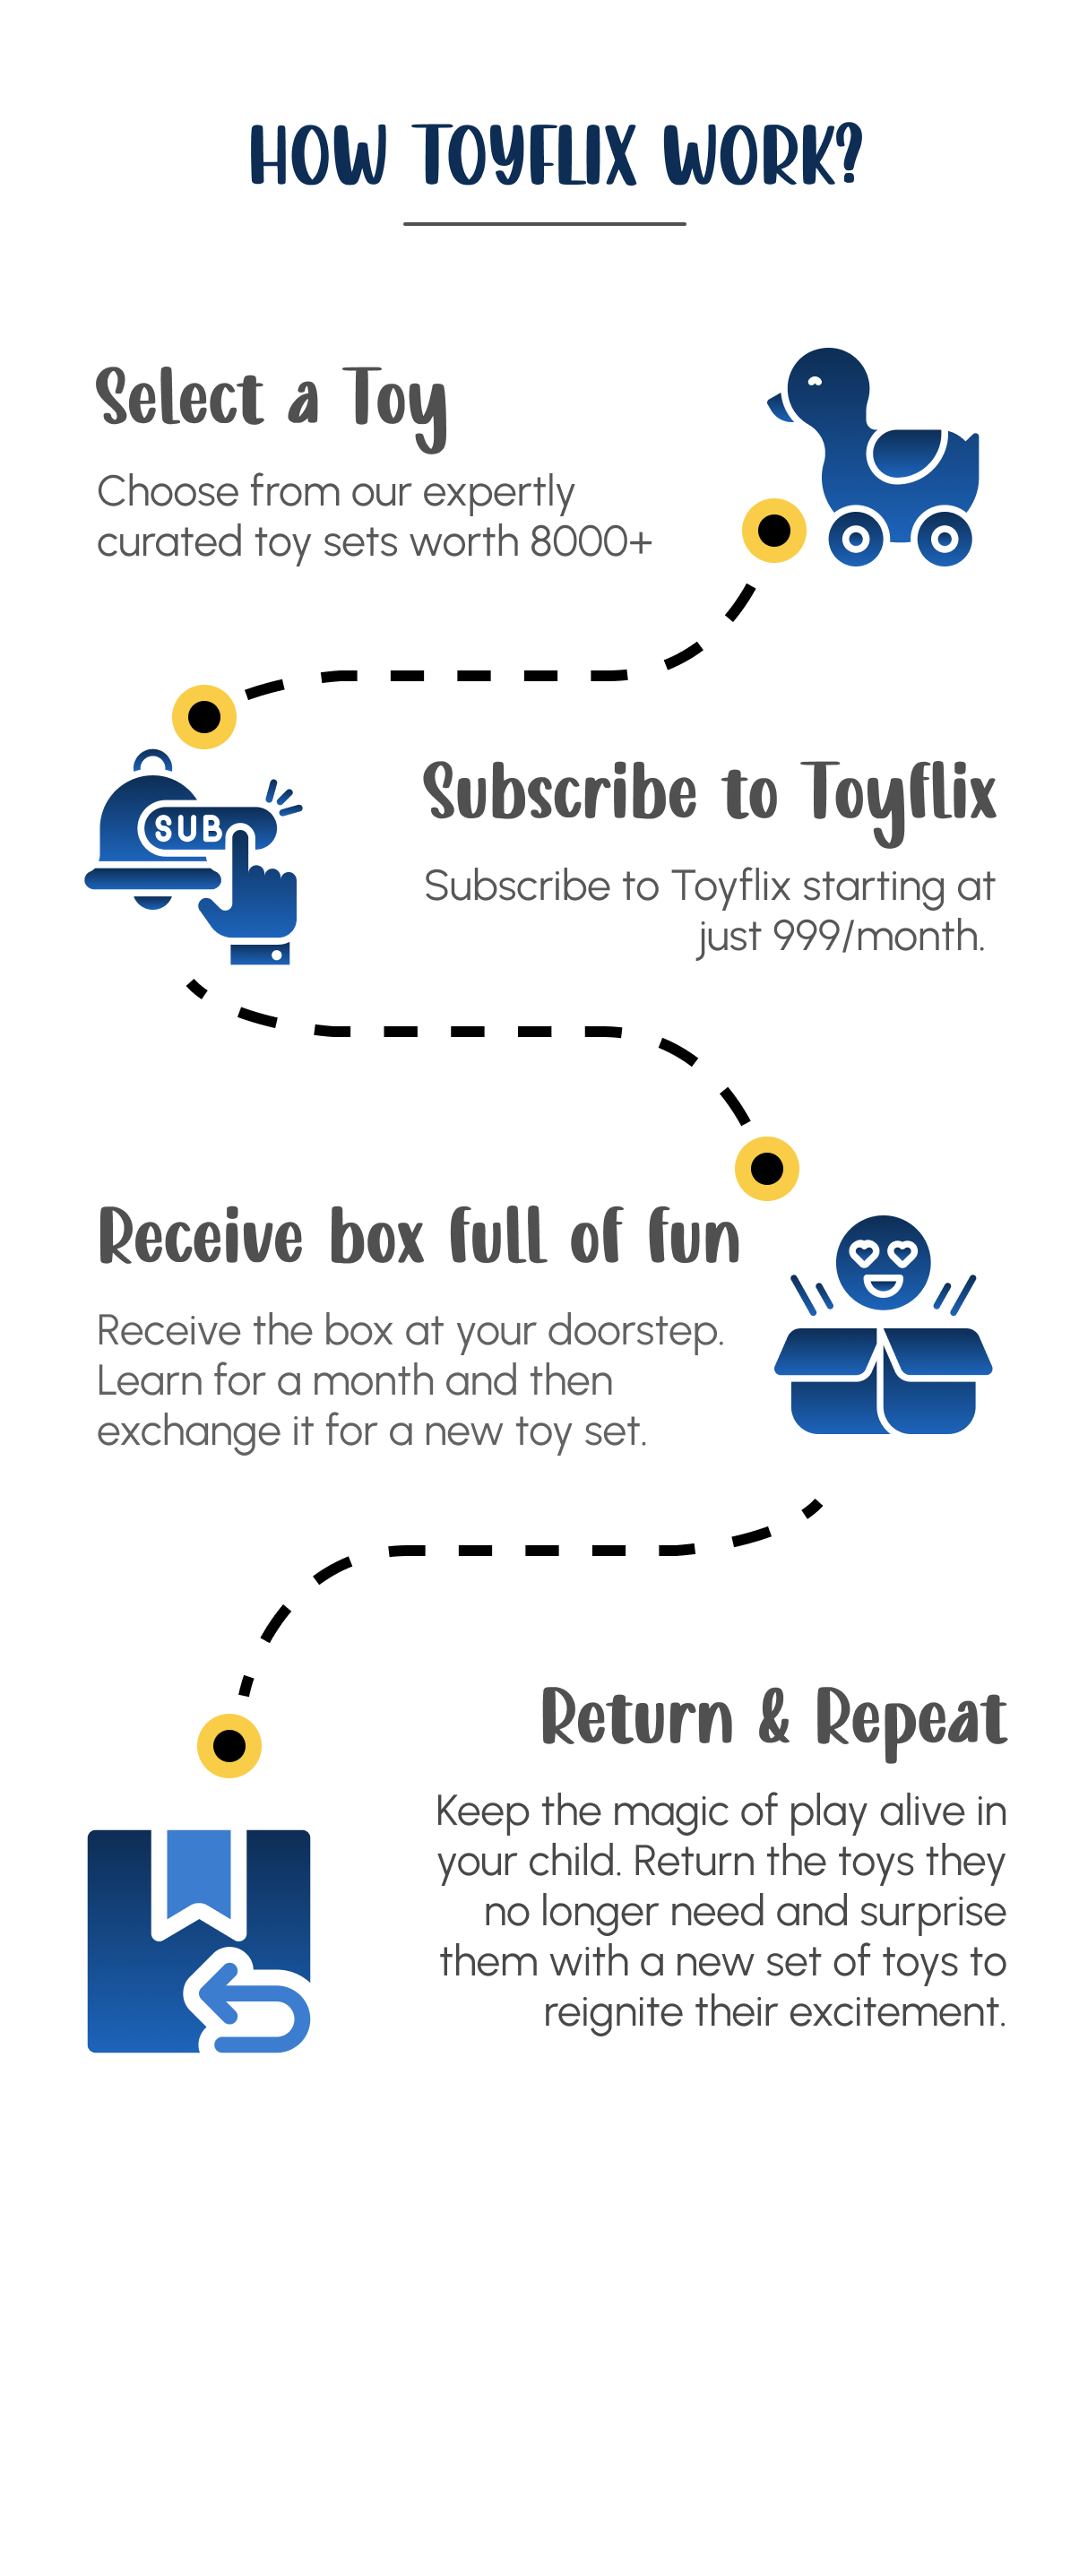 HOW TOYFLIX WORK?
Select a Toy
Choose from our expertly
curated toy sets worth 8000+
SUB
Subscribe to Toyflix
Subscribe to Toyflix starting at
just 999/month.
Receive box full of fun
Receive the box at your doorstep.
Learn for a month and then
exchange it for a new toy set.
Return & Repeat
Keep the magic of play alive in
your child. Return the toys they
no longer need and surprise
them with a new set of toys to
reignite their excitement.